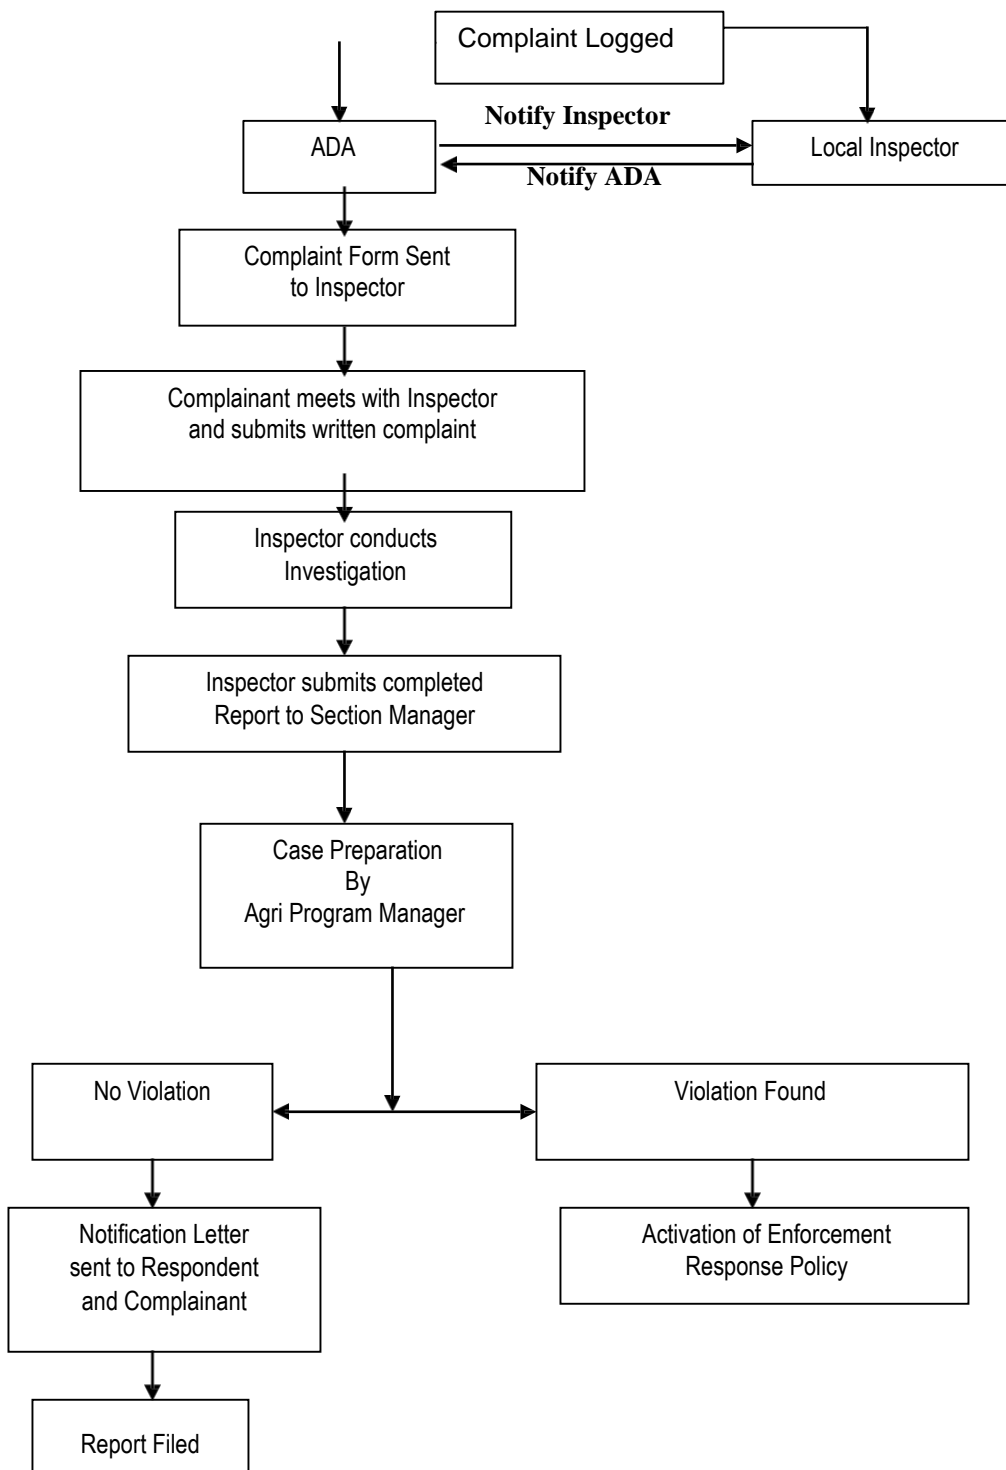 Complaint Logged
Notify Inspector
ADA
Local Inspector
Notify ADA
Complaint Form Sent
to Inspector
Complainant meets with Inspector
and submits written complaint
Inspector conducts
Investigation
Inspector submits completed
Report to Section Manager
Case Preparation
By
Agri Program Manager
No Violation
Violation Found
Notification Letter
sent to Respondent
and Complainant
Activation of Enforcement
Response Policy
Report Filed